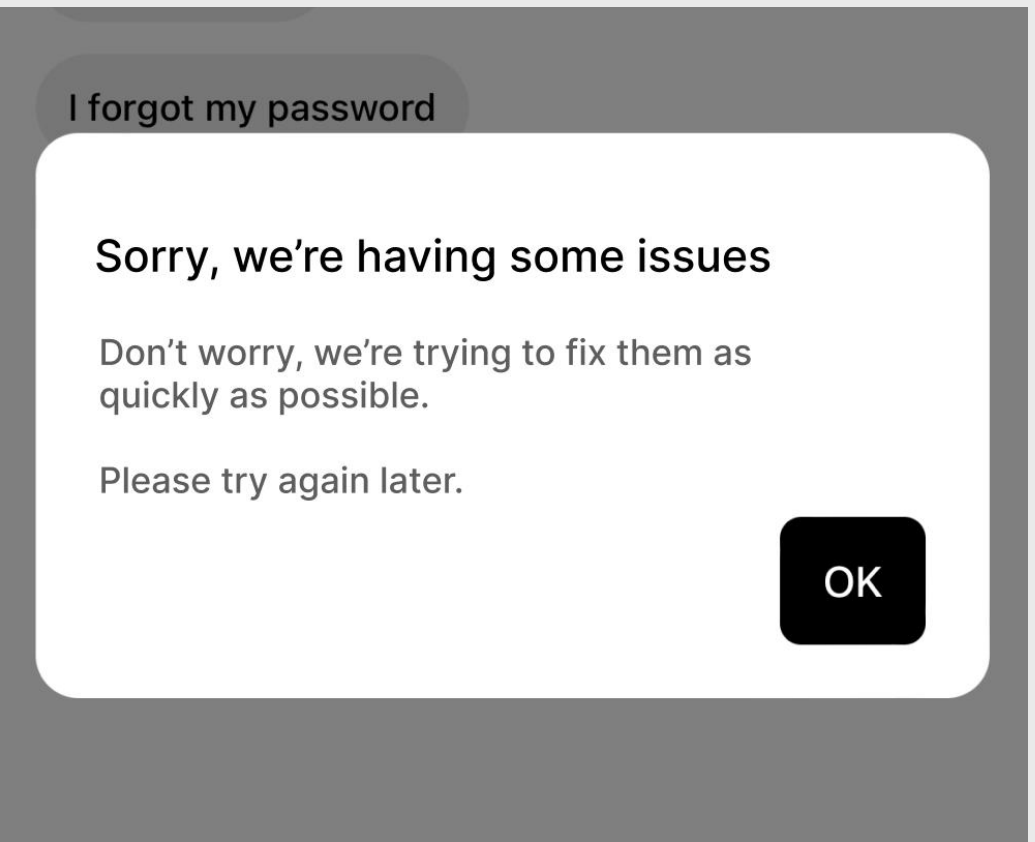 I forgot my password
Sorry, we’re having some issues
Don’t worry, we’re trying to fix them as
quickly as possible.
Please try again later.
OK